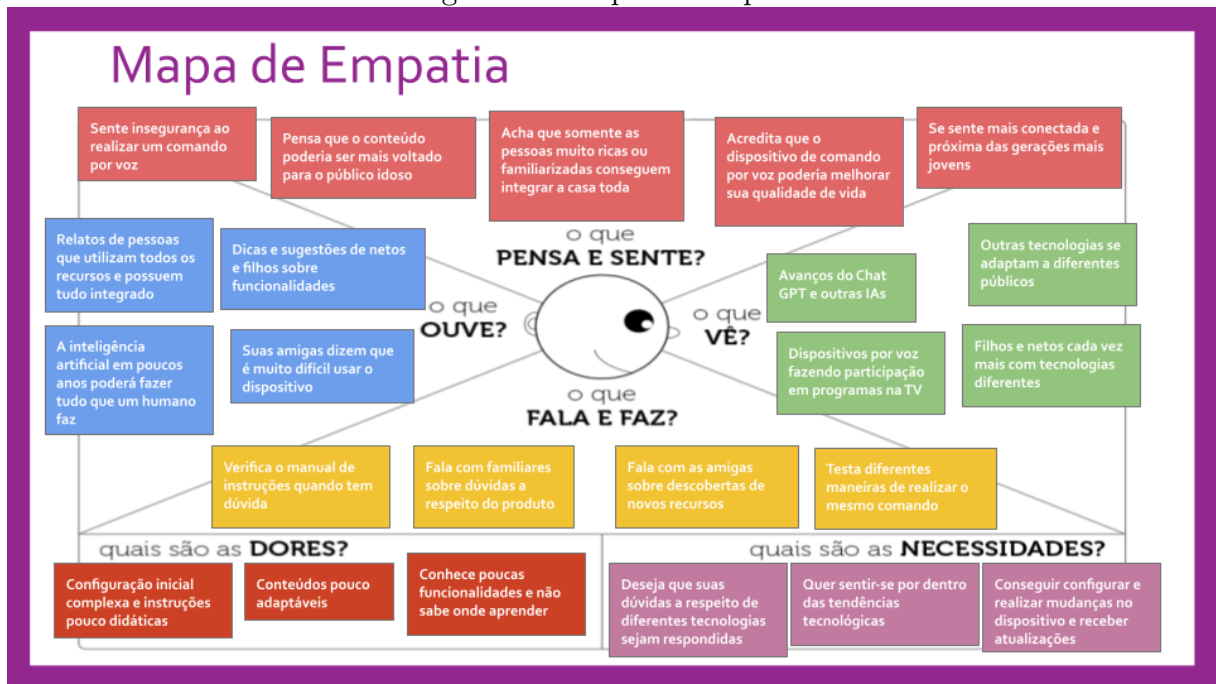 Mapa de Empatia
Sente insegurança ao
realizar um comando
por voz
Pensa que o conteúdo
poderia ser mais voltado
para o público idoso
Acha que somente as
pessoas muito ricas ou
familiarizadas conseguem
integrar a casa toda
Acredita que o
dispositivo de comando
por voz poderia melhorar
sua qualidade de vida
Se sente mais conectada e
próxima das gerações mais
jovens
o que
PENSA E SENTE?
Relatos de pessoas
que utilizam todos os
recursos e possuem
tudo integrado
Dicas e sugestões de netos
e filhos sobre
funcionalidades
A inteligência
artificial em poucos
anos poderá fazer
tudo que um humano
faz
Suas amigas dizem que
é muito difícil usar o
dispositivo
o que
OUVE?
o que
VÊ?
Avanços do Chat
GPT e outras IAs
Outras tecnologias se
adaptam a diferentes
públicos
Dispositivos por voz
fazendo participação
em programas na TV
Filhos e netos cada vez
mais com tecnologias
diferentes
o que
FALA E FAZ?
Verifica o manual de
instruções quando tem
dúvida
Fala com familiares
sobre dúvidas a
respeito do produto
Fala com as amigas
sobre descobertas de
novos recursos
Testa diferentes
maneiras de realizar o
mesmo comando
quais são as DORES?
Configuração inicial
complexa e instruções
pouco didáticas
Conteúdos pouco
adaptáveis
Conhece poucas
funcionalidades e não
sabe onde aprender
quais são as NECESSIDADES?
Deseja que suas
dúvidas a respeito de
diferentes tecnologias
sejam respondidas
Quer sentir-se por dentro
das tendências
tecnológicas
Conseguir configurar e
realizar mudanças no
dispositivo e receber
atualizações